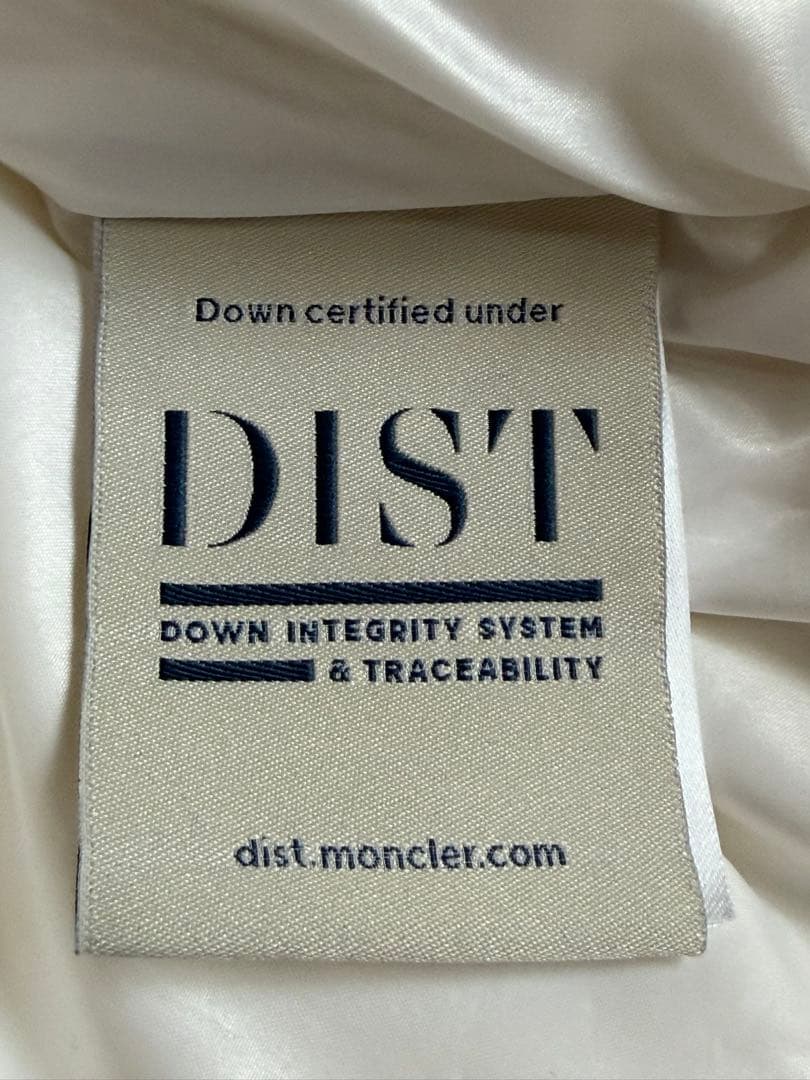 Down certified under
DIST
DOWN INTEGRITY SYSTEM
& TRACEABILITY
dist.moncler.com